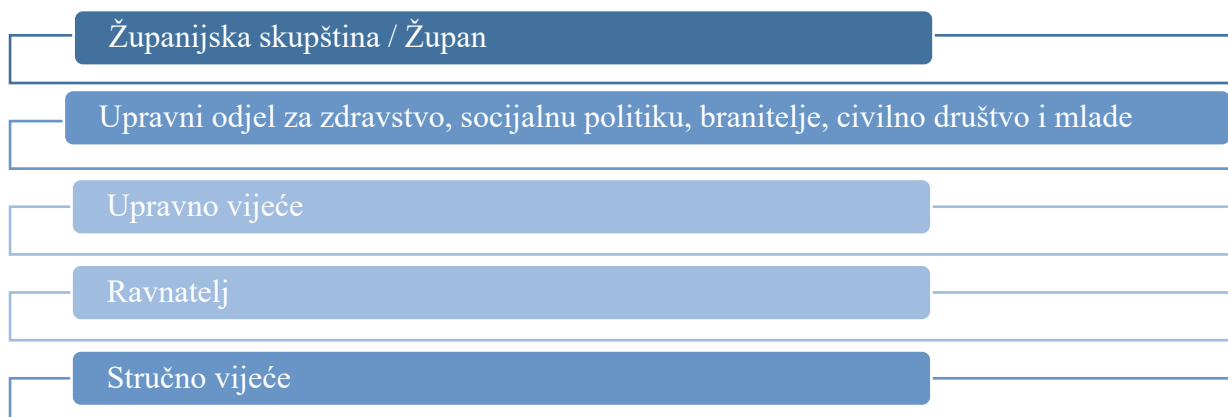 Županijska skupština / Župan
Upravni odjel za zdravstvo, socijalnu politiku, branitelje, civilno društvo i mlade
Upravno vijeće
Ravnatelj
Stručno vijeće